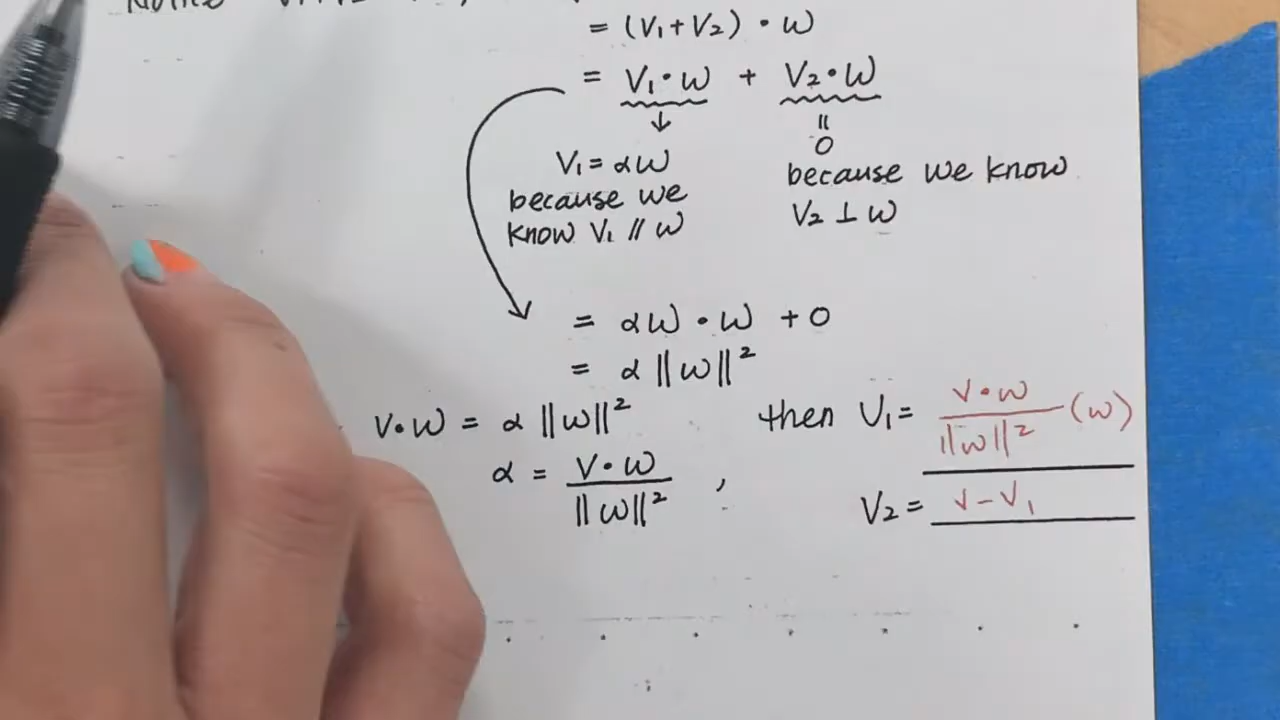 = (V₁+V₂) • w
= V₁•w + V₂•w
↓ ॥
0
V₁= αw
because we
know V₁ // w
because we know
V₂ ⊥ w
= αw • w + 0
= α ||w||²
v•w = α ||w||²
α = v•w / ||w||² ,
then V₁= v•w / ||w||² (w)
V₂= v-V₁